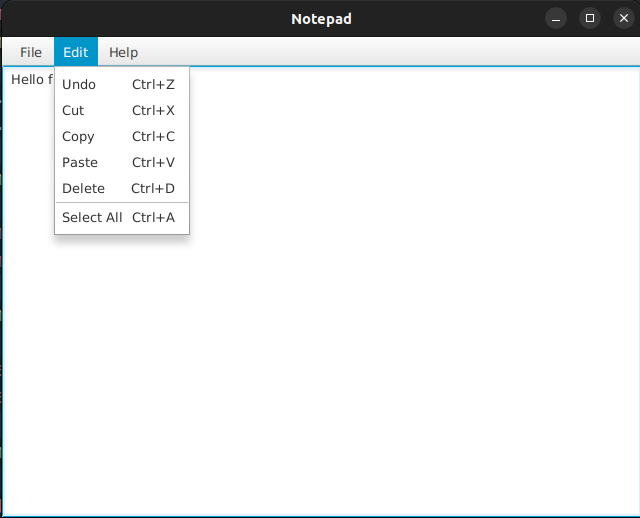 Notepad
File Edit Help
Hello f
Undo Ctrl+Z
Cut Ctrl+X
Copy Ctrl+C
Paste Ctrl+V
Delete Ctrl+D
Select All Ctrl+A